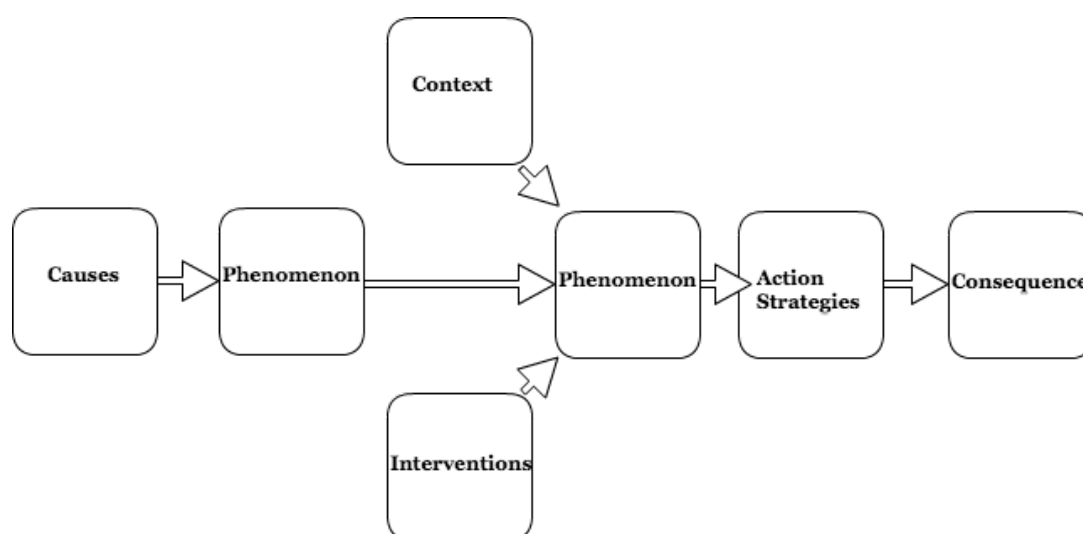 Context
Causes
Phenomenon
Phenomenon
Action
Strategies
Consequence
Interventions